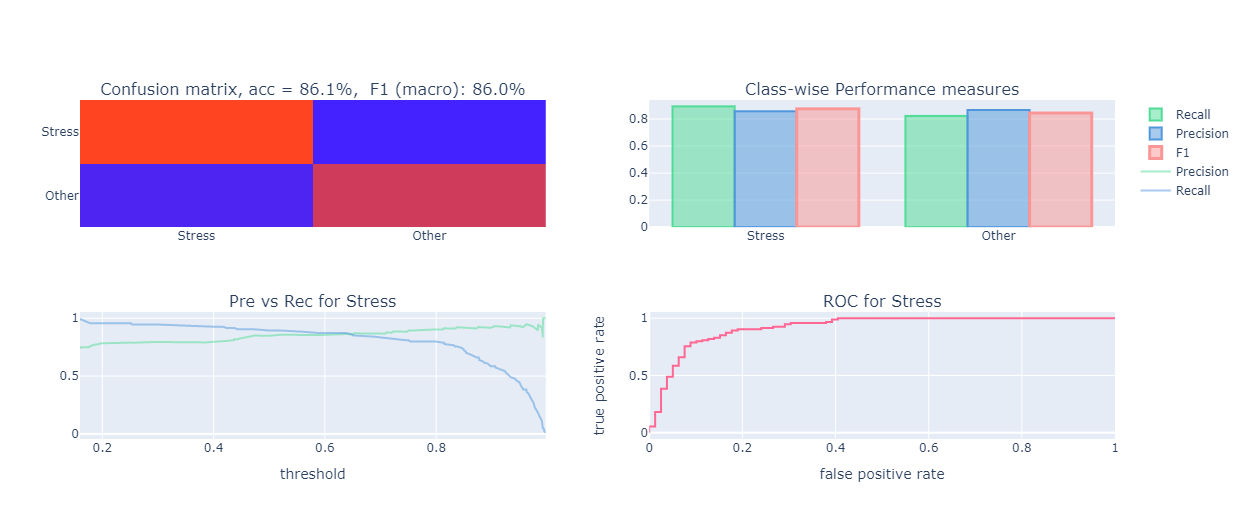 Confusion matrix, acc = 86.1%,  F1 (macro): 86.0%
Stress
Other
Stress
Other
Class-wise Performance measures
0.8
0.6
0.4
0.2
0
Stress
Other
Recall
Precision
F1
Precision
Recall
Pre vs Rec for Stress
1
0.5
0
0.2
0.4
0.6
0.8
threshold
ROC for Stress
true positive rate
1
0.5
0
0
0.2
0.4
0.6
0.8
1
false positive rate